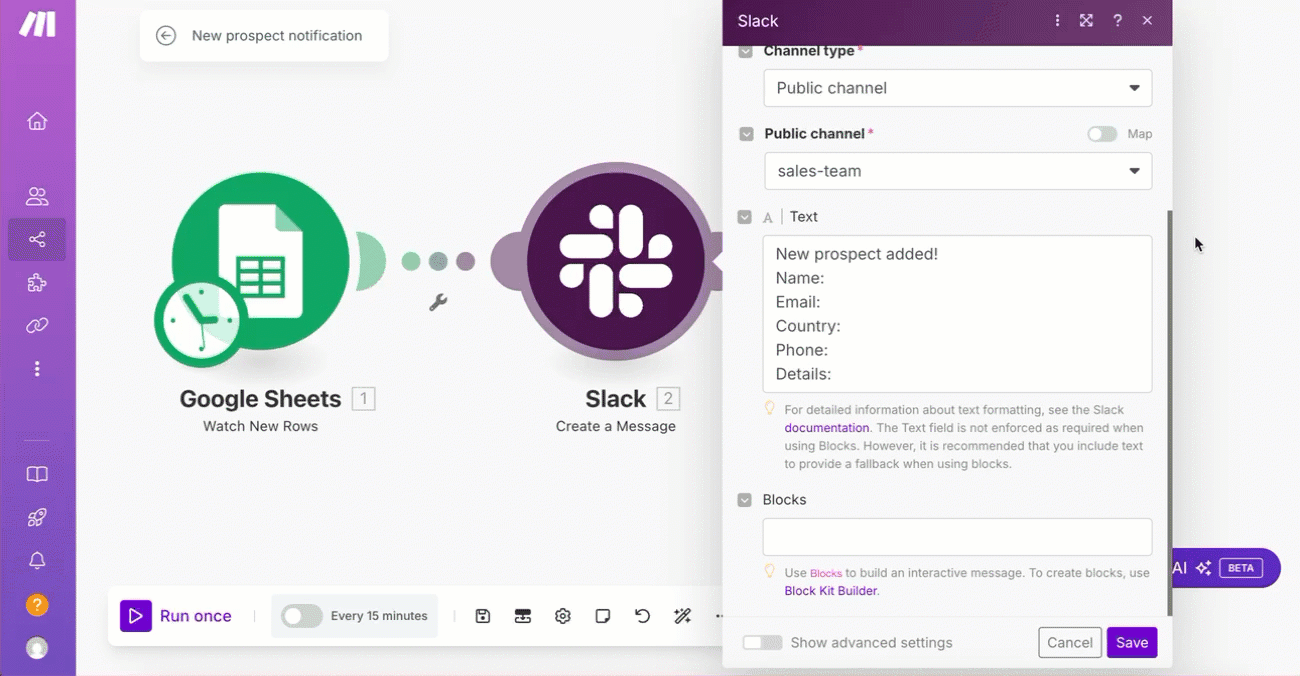 New prospect notification
Google Sheets 1
Watch New Rows
Slack 2
Create a Message
Run once
Every 15 minutes
Slack
?
Channel type*
Public channel
Public channel*
Map
sales-team
A Text
New prospect added!
Name:
Email:
Country:
Phone:
Details:
For detailed information about text formatting, see the Slack
documentation. The Text field is not enforced as required when
using Blocks. However, it is recommended that you include text
to provide a fallback when using blocks.
Blocks
Use Blocks to build an interactive message. To create blocks, use
Block Kit Builder.
Show advanced settings
Cancel
Save
AI
BETA
?